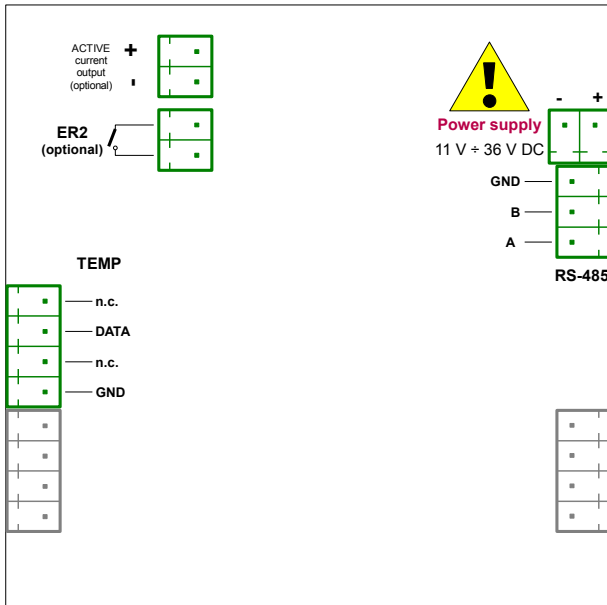 ACTIVE +
current
output -
(optional)
ER2
(optional)
!
Power supply - +
11 V ÷ 36 V DC
GND
B
A
RS-485
TEMP
n.c.
DATA
n.c.
GND